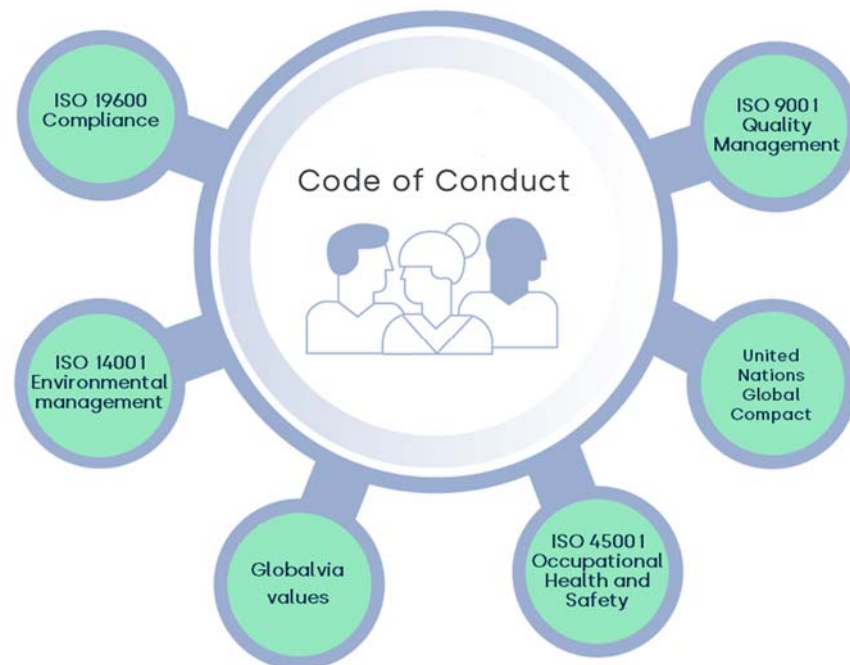 Code of Conduct
ISO 19600
Compliance
ISO 9001
Quality
Management
ISO 14001
Environmental
management
United
Nations
Global
Compact
Globalvia
values
ISO 45001
Occupational
Health and
Safety